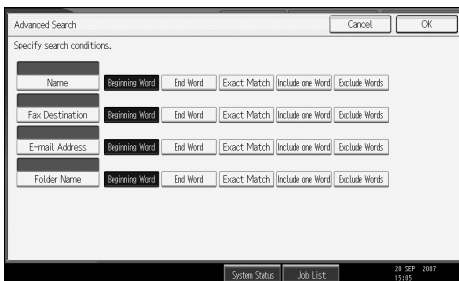 Advanced Search Cancel OK
Specify search conditions.
Name Beginning Word End Word Exact Match Include one Word Exclude Words
Fax Destination Beginning Word End Word Exact Match Include one Word Exclude Words
E-mail Address Beginning Word End Word Exact Match Include one Word Exclude Words
Folder Name Beginning Word End Word Exact Match Include one Word Exclude Words
System Status Job List 28 SEP 2007
15:05